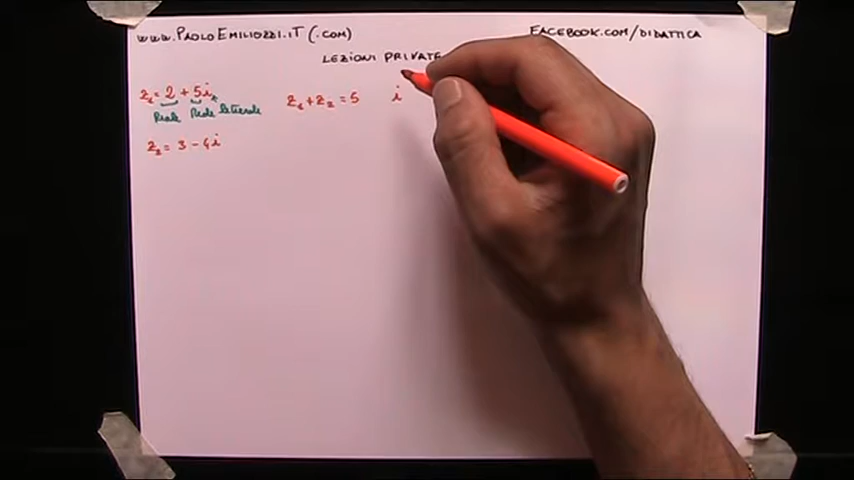 www.PaoloEmiliozzi.iT (.com)
FACEBOOK.COM/DIDATTICA
LEZIONI PRIVATE
z₁ = 2 + 5i
Reale Reale letterale
z₁+z₂ = 5 i
z₂ = 3 - 4i